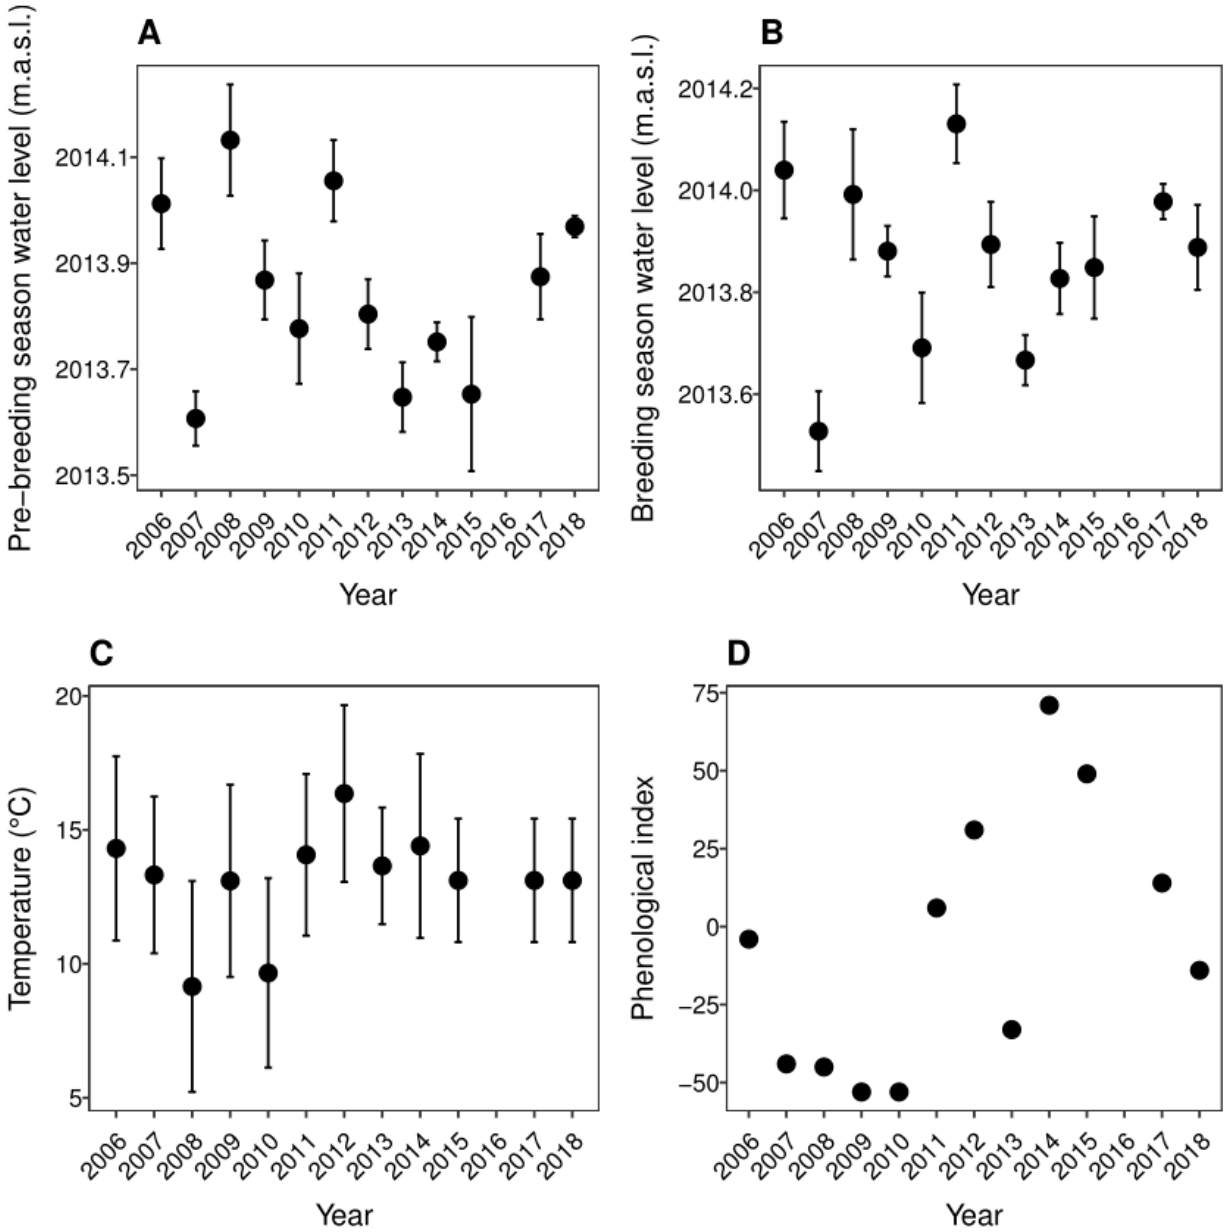 A
Pre−breeding season water level (m.a.s.l.)
2014.1
2013.9
2013.7
2013.5
2006 2007 2008 2009 2010 2011 2012 2013 2014 2015 2016 2017 2018
Year
B
Breeding season water level (m.a.s.l.)
2014.2
2014.0
2013.8
2013.6
2006 2007 2008 2009 2010 2011 2012 2013 2014 2015 2016 2017 2018
Year
C
Temperature (°C)
20
15
10
5
2006 2007 2008 2009 2010 2011 2012 2013 2014 2015 2016 2017 2018
Year
D
Phenological index
75
50
25
0
−25
−50
2006 2007 2008 2009 2010 2011 2012 2013 2014 2015 2016 2017 2018
Year